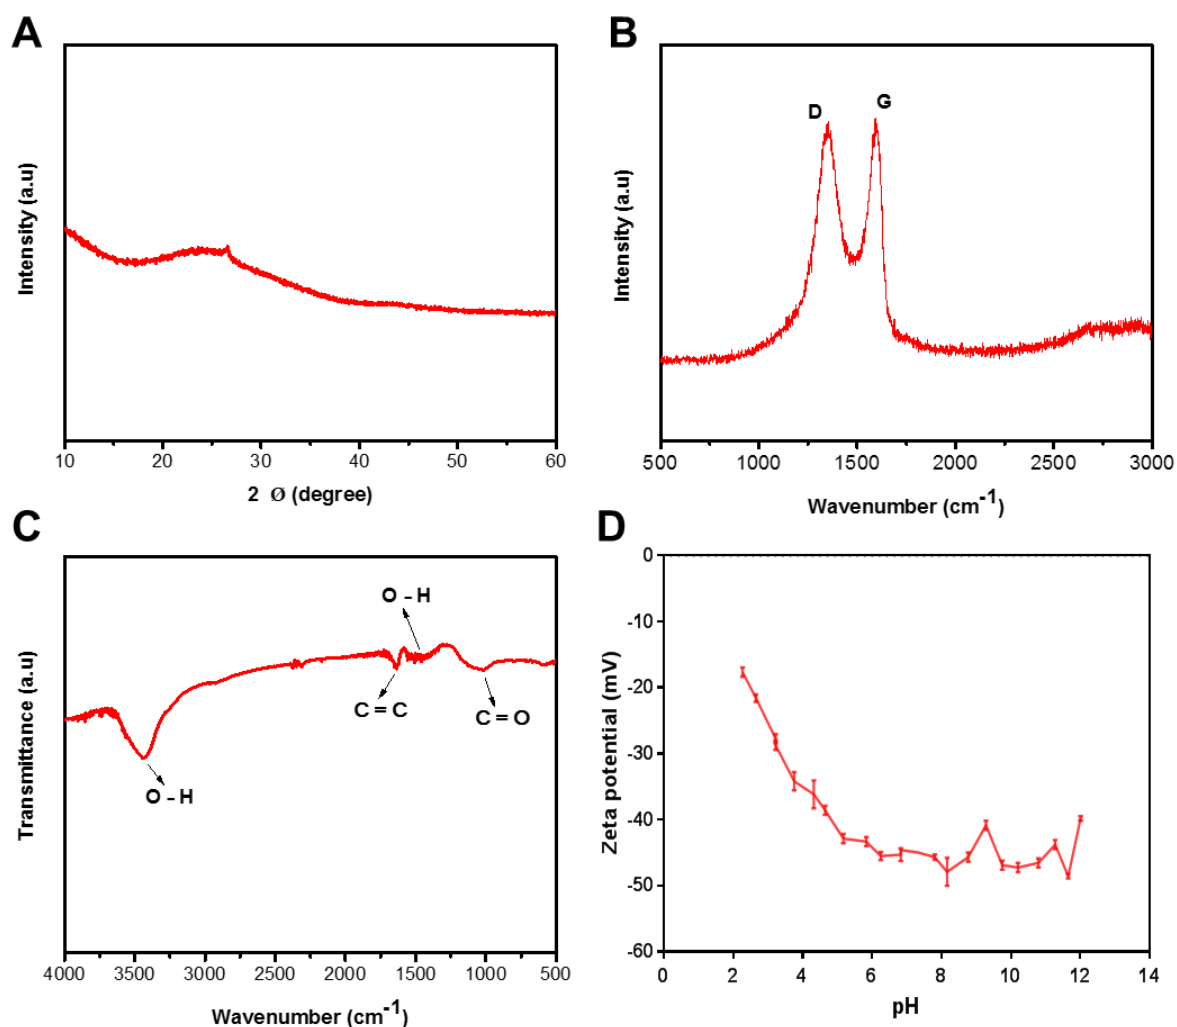 A
Intensity (a.u)
10 20 30 40 50 60
2 Ø (degree)
B
D
G
Intensity (a.u)
500 1000 1500 2000 2500 3000
Wavenumber (cm-1)
C
O - H
C = C
C = O
O - H
Transmittance (a.u)
4000 3500 3000 2500 2000 1500 1000 500
Wavenumber (cm-1)
D
0
-10
-20
-30
-40
-50
-60
Zeta potential (mV)
0 2 4 6 8 10 12 14
pH